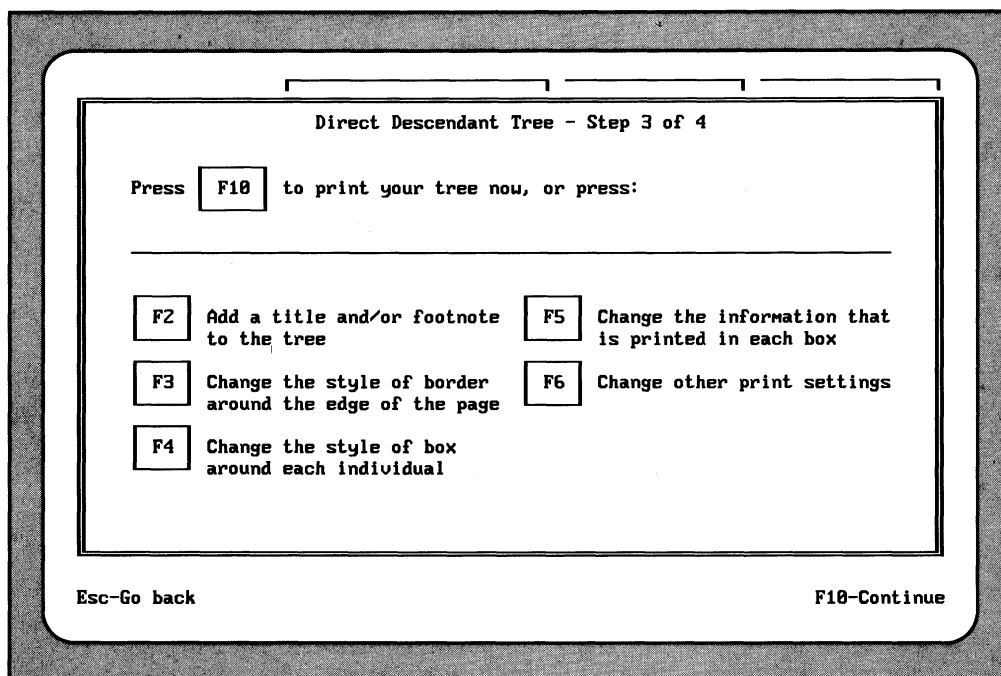 Direct Descendant Tree - Step 3 of 4
Press F10 to print your tree now, or press:
F2 Add a title and/or footnote
to the tree
F5 Change the information that
is printed in each box
F3 Change the style of border
around the edge of the page
F6 Change other print settings
F4 Change the style of box
around each individual
Esc-Go back
F10-Continue